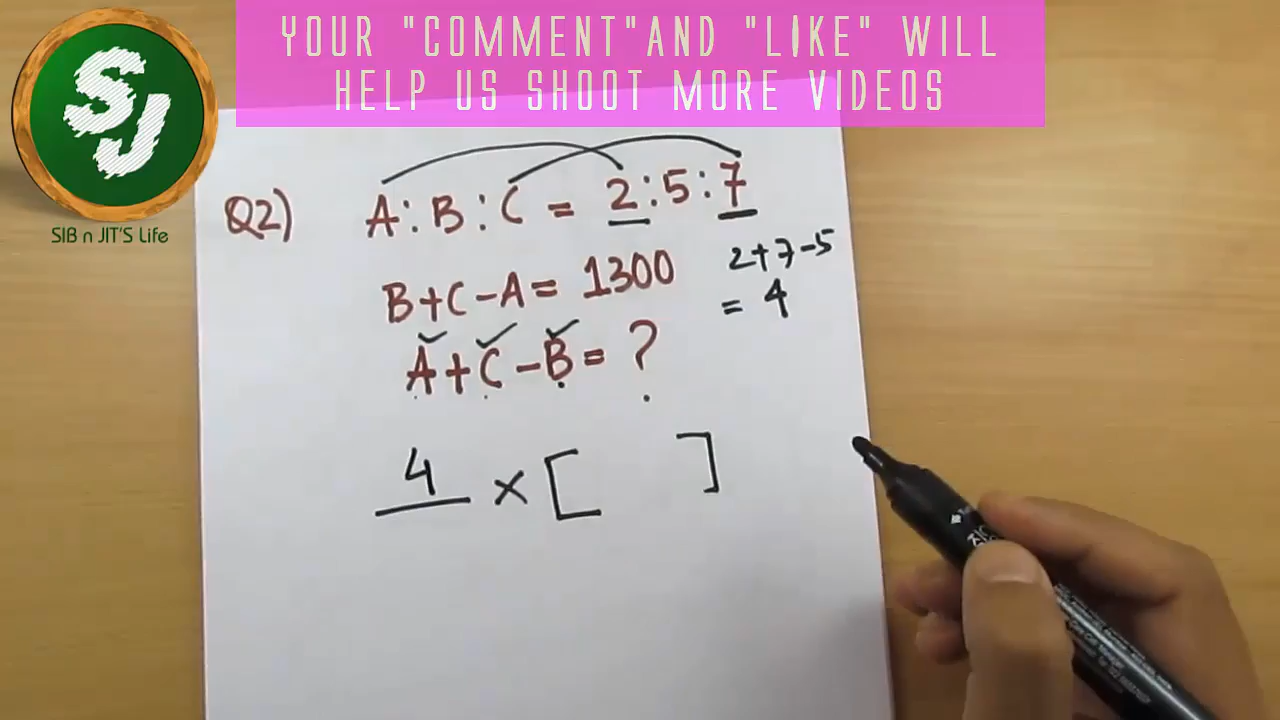 YOUR "COMMENT"AND "LIKE" WILL
HELP US SHOOT MORE VIDEOS
SJ
SIB n JIT'S Life
Q2) A:B:C = 2:5:7
B+C-A= 1300
2+7-5
= 4
A+C-B= ?
4 × [ ]